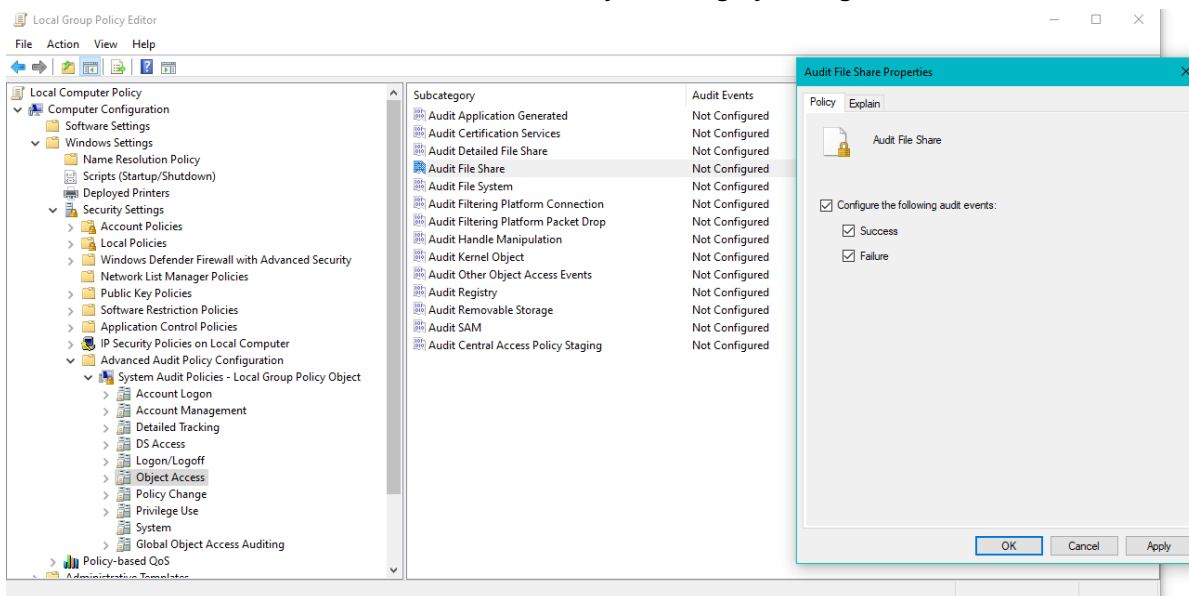 Local Group Policy Editor
File Action View Help
Local Computer Policy
Computer Configuration
Software Settings
Windows Settings
Name Resolution Policy
Scripts (Startup/Shutdown)
Deployed Printers
Security Settings
Account Policies
Local Policies
Windows Defender Firewall with Advanced Security
Network List Manager Policies
Public Key Policies
Software Restriction Policies
Application Control Policies
IP Security Policies on Local Computer
Advanced Audit Policy Configuration
System Audit Policies - Local Group Policy Object
Account Logon
Account Management
Detailed Tracking
DS Access
Logon/Logoff
Object Access
Policy Change
Privilege Use
System
Global Object Access Auditing
Policy-based QoS
Administrative Templates
Subcategory Audit Events
Audit Application Generated Not Configured
Audit Certification Services Not Configured
Audit Detailed File Share Not Configured
Audit File Share Not Configured
Audit File System Not Configured
Audit Filtering Platform Connection Not Configured
Audit Filtering Platform Packet Drop Not Configured
Audit Handle Manipulation Not Configured
Audit Kernel Object Not Configured
Audit Other Object Access Events Not Configured
Audit Registry Not Configured
Audit Removable Storage Not Configured
Audit SAM Not Configured
Audit Central Access Policy Staging Not Configured
Audit File Share Properties
Policy Explain
Audit File Share
Configure the following audit events:
Success
Failure
OK Cancel Apply